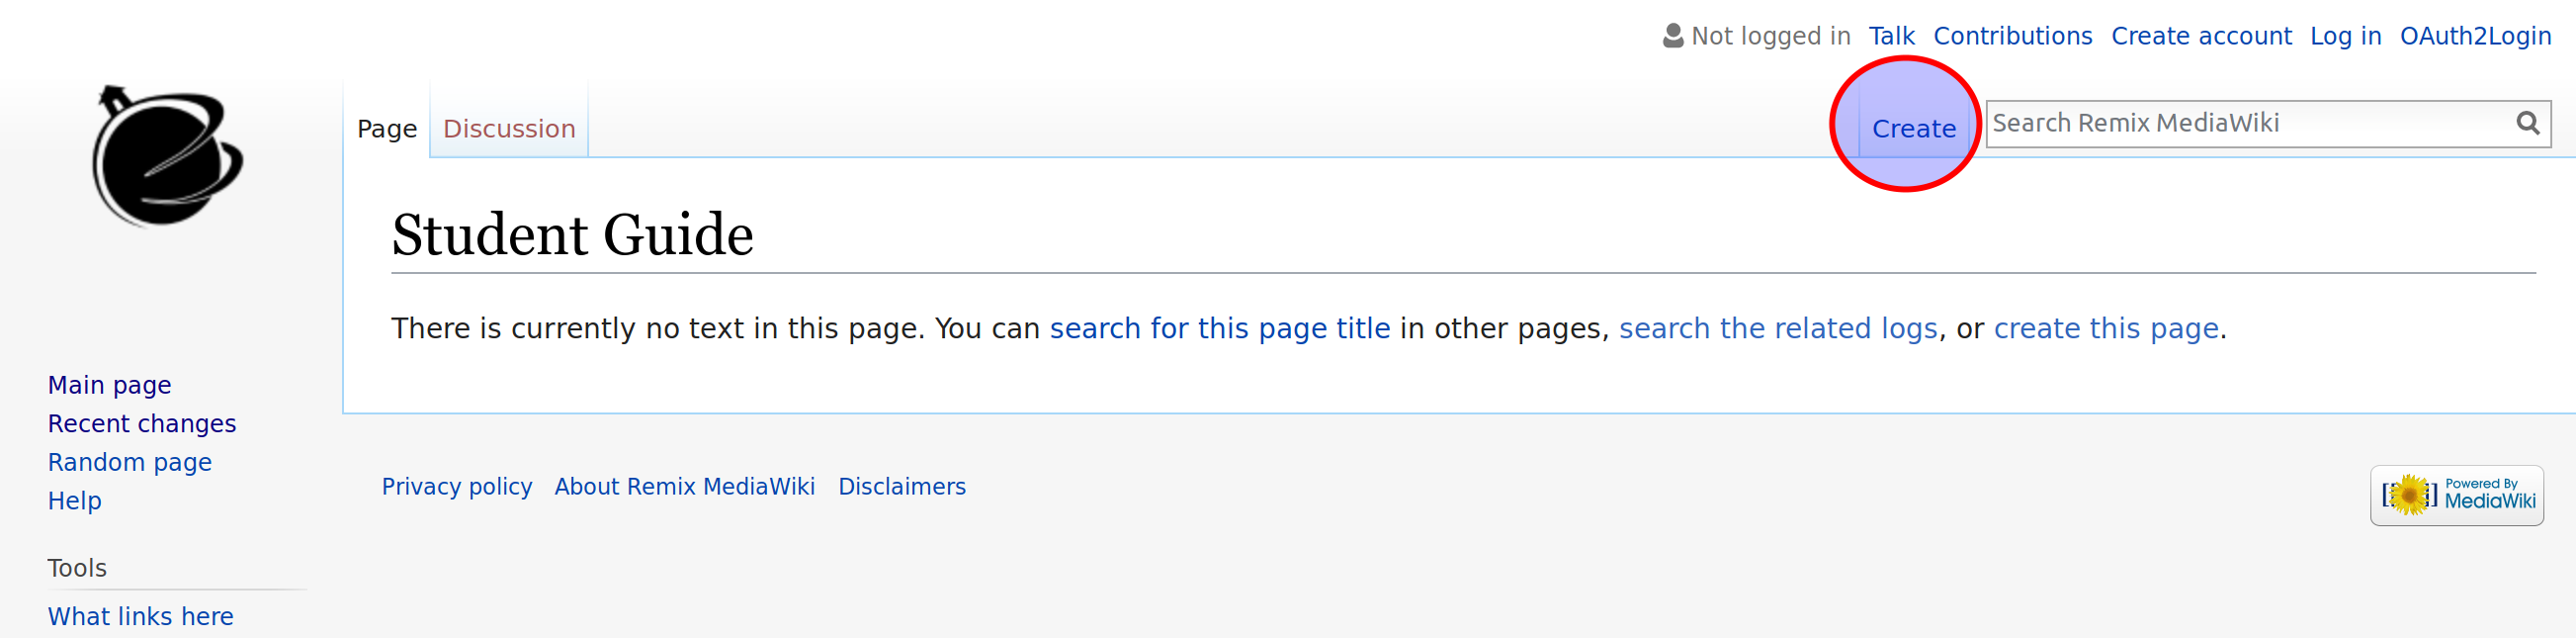 Not logged in Talk Contributions Create account Log in OAuth2Login
Page Discussion Create Search Remix MediaWiki
Student Guide
There is currently no text in this page. You can search for this page title in other pages, search the related logs, or create this page.
Main page
Recent changes
Random page
Help
Tools
What links here
Privacy policy About Remix MediaWiki Disclaimers
Powered By
MediaWiki